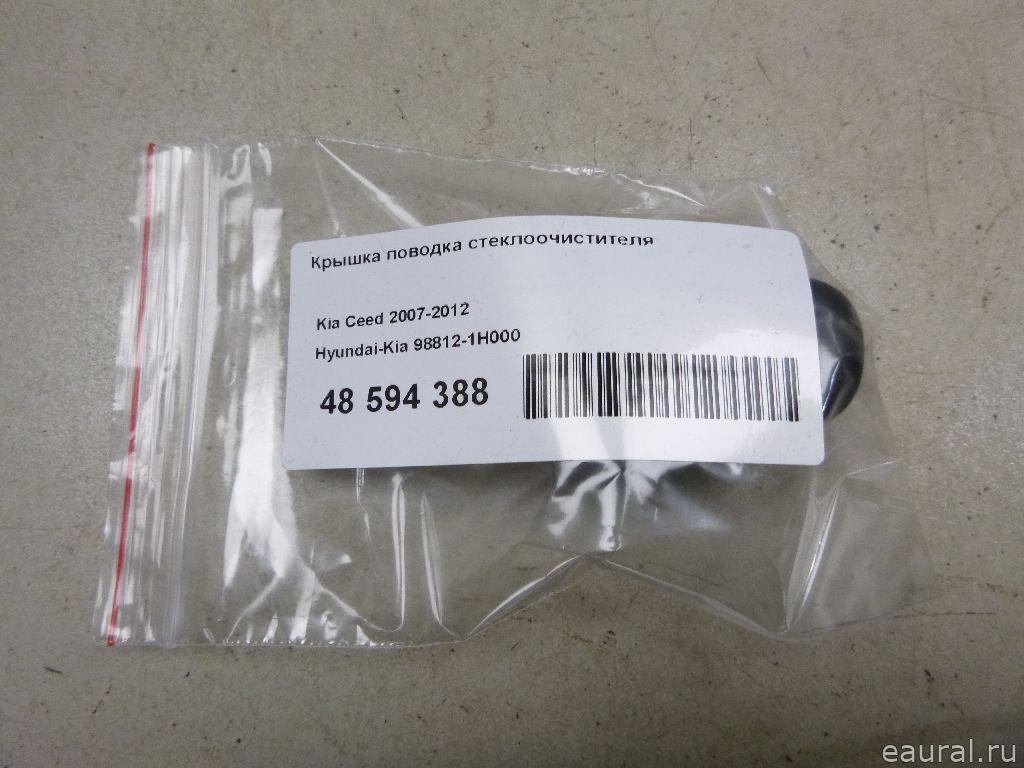 Крышка поводка стеклоочистителя
Kia Ceed 2007-2012
Hyundai-Kia 98812-1H000
48 594 388
eaural.ru